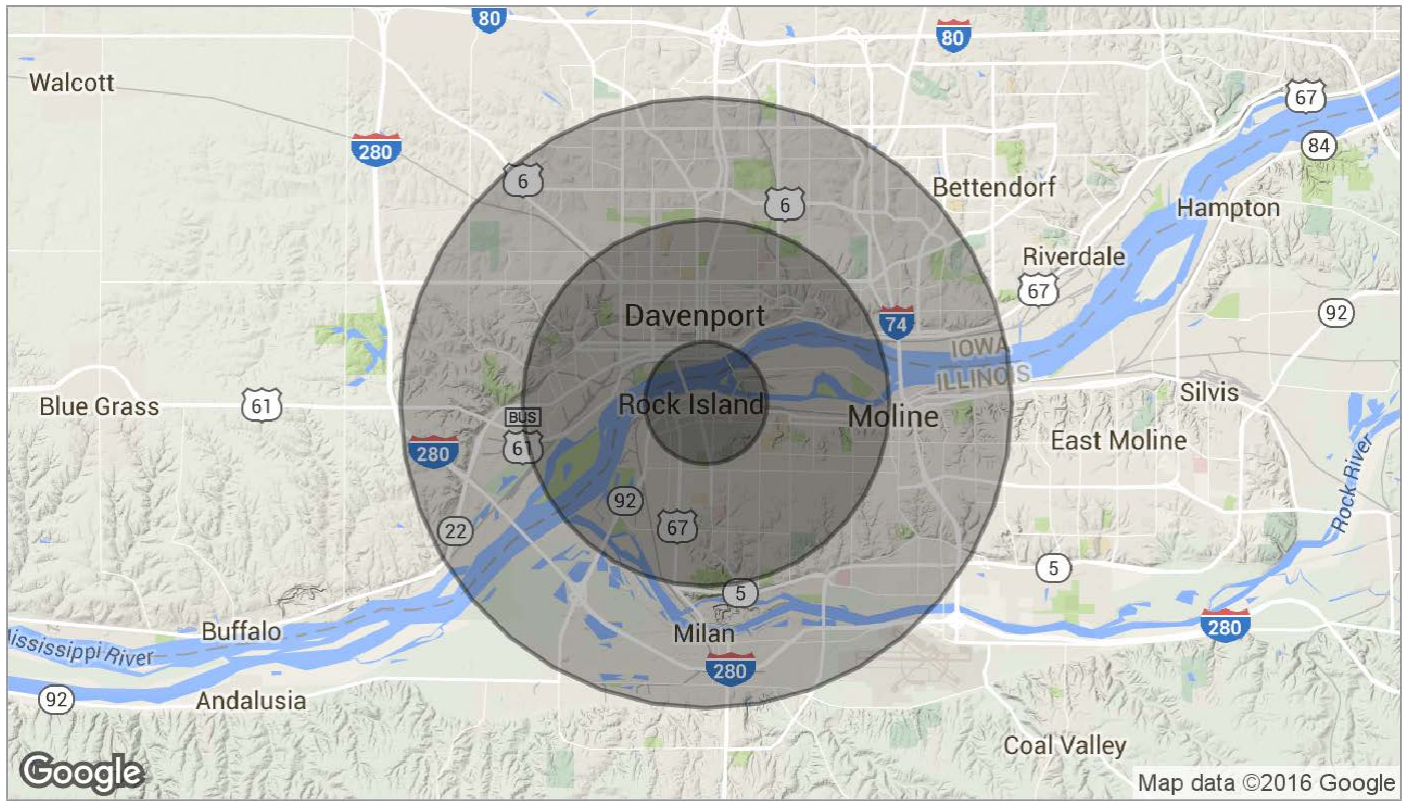 80
80
Walcott
67
84
280
6
Bettendorf
6
Hampton
Riverdale
67
Davenport
74
92
IOWA
ILLINOIS
Silvis
Blue Grass
61
Rock Island
BUS
61
Moline
East Moline
280
Rock River
92
67
22
5
5
Buffalo
Milan
280
Mississippi River
280
92
Andalusia
Coal Valley
Google
Map data ©2016 Google